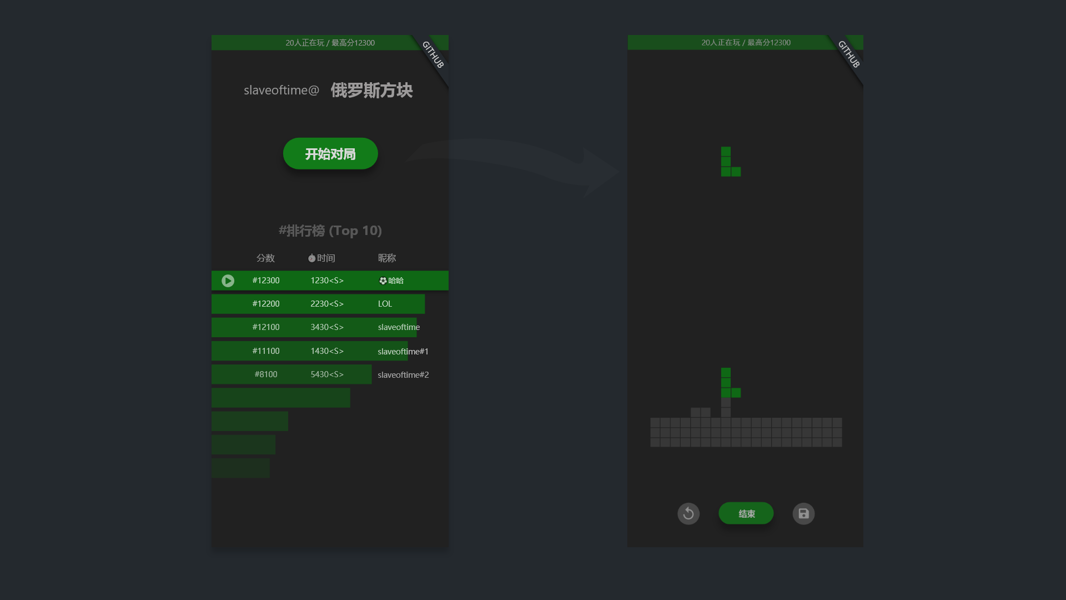 20人正在玩 / 最高分12300
GITHUB
slaveoftime@ 俄罗斯方块
开始对局
#排行榜 (Top 10)
分数 时间 昵称
#12300 1230<S> ⚽哈哈
#12200 2230<S> LOL
#12100 3430<S> slaveoftime
#11100 1430<S> slaveoftime#1
#8100 5430<S> slaveoftime#2
20人正在玩 / 最高分12300
GITHUB
结束